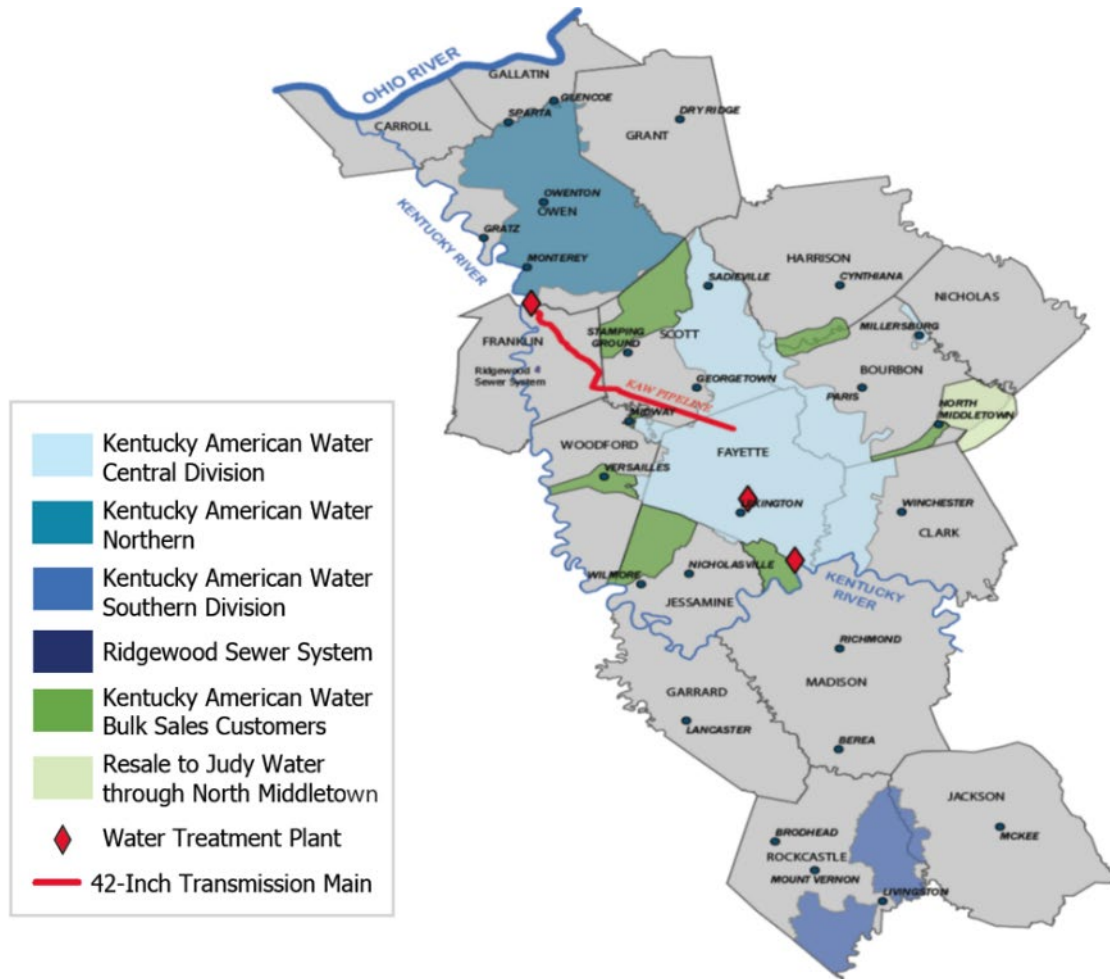 OHIO RIVER
GALLATIN
GLENCOE
SPARTA
CARROLL
DRY RIDGE
GRANT
OWENTON
OWEN
GRATZ
KENTUCKY RIVER
MONTEREY
HARRISON
SADIEVILLE
CYNTHIANA
NICHOLAS
MILLERSBURG
FRANKLIN
STAMPING
GROUND
SCOTT
BOURBON
Ridgewood
Sewer System
GEORGETOWN
KAW PIPELINE
PARIS
NORTH
MIDDLETOWN
MIDWAY
WOODFORD
FAYETTE
VERSAILLES
EXINGTON
WINCHESTER
CLARK
NICHOLASVILLE
WILMORE
JESSAMINE
KENTUCKY
RIVER
RICHMOND
MADISON
GARRARD
LANCASTER
BEREA
JACKSON
MCKEE
BRODHEAD
ROCKCASTLE
MOUNT VERNON
LIVINGSTON
Kentucky American Water
Central Division
Kentucky American Water
Northern
Kentucky American Water
Southern Division
Ridgewood Sewer System
Kentucky American Water
Bulk Sales Customers
Resale to Judy Water
through North Middletown
Water Treatment Plant
42-Inch Transmission Main